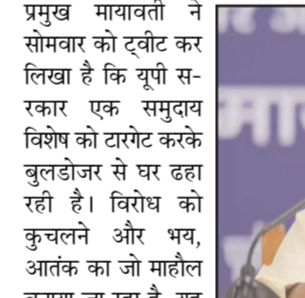 प्रमुख मायावती ने
सोमवार को ट्वीट कर
लिखा है कि यूपी स-
रकार एक समुदाय
विशेष को टारगेट करके
बुलडोजर से घर ढहा
रही है। विरोध को
कुचलने और भय,
आतंक का जो माहौल